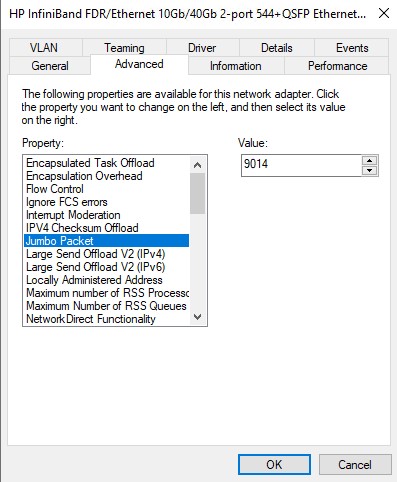 HP InfiniBand FDR/Ethernet 10Gb/40Gb 2-port 544+QSFP Ethernet...
VLAN Teaming Driver Details Events
General Advanced Information Performance
The following properties are available for this network adapter. Click
the property you want to change on the left, and then select its value
on the right.
Property:
Value:
Encapsulated Task Offload
Encapsulation Overhead
Flow Control
Ignore FCS errors
Interrupt Moderation
IPV4 Checksum Offload
Jumbo Packet
Large Send Offload V2 (IPv4)
Large Send Offload V2 (IPv6)
Locally Administered Address
Maximum number of RSS Processo
Maximum Number of RSS Queues
NetworkDirect Functionality
9014
OK Cancel